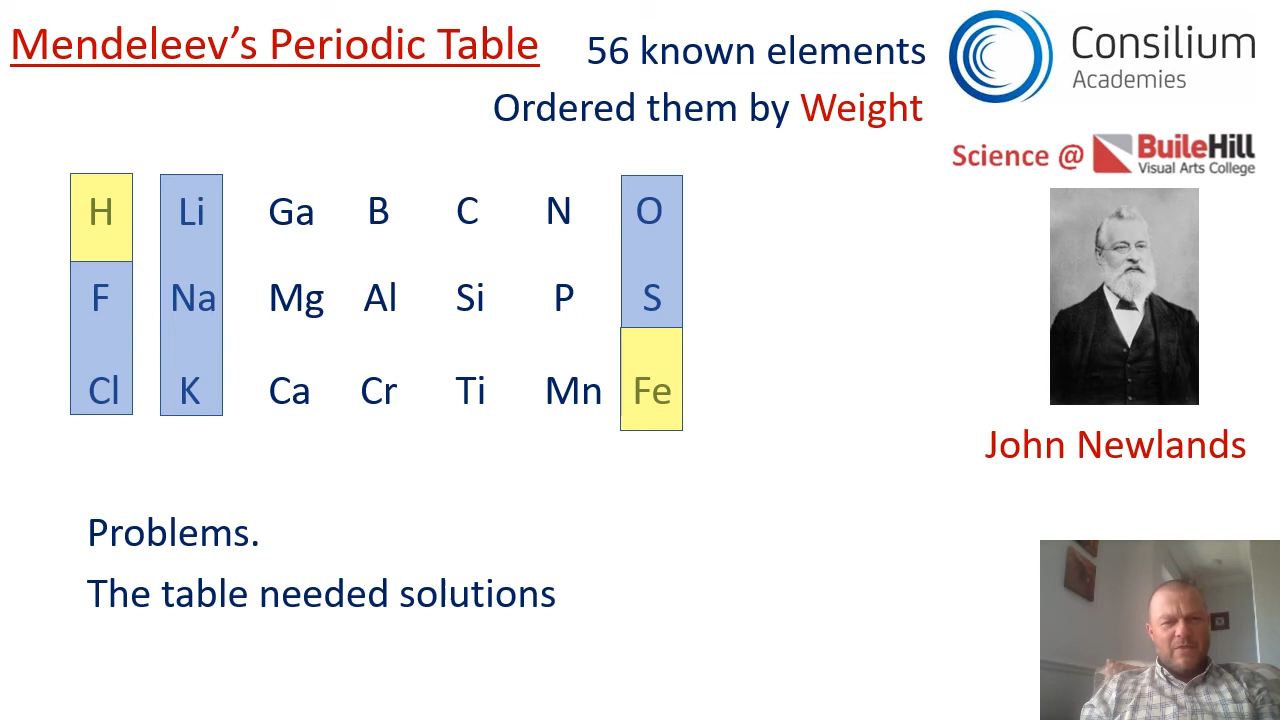 Mendeleev's Periodic Table
56 known elements
Ordered them by Weight
Consilium
Academies
Science @ BuileHill
Visual Arts College
H Li Ga B C N O
F Na Mg Al Si P S
Cl K Ca Cr Ti Mn Fe
John Newlands
Problems.
The table needed solutions